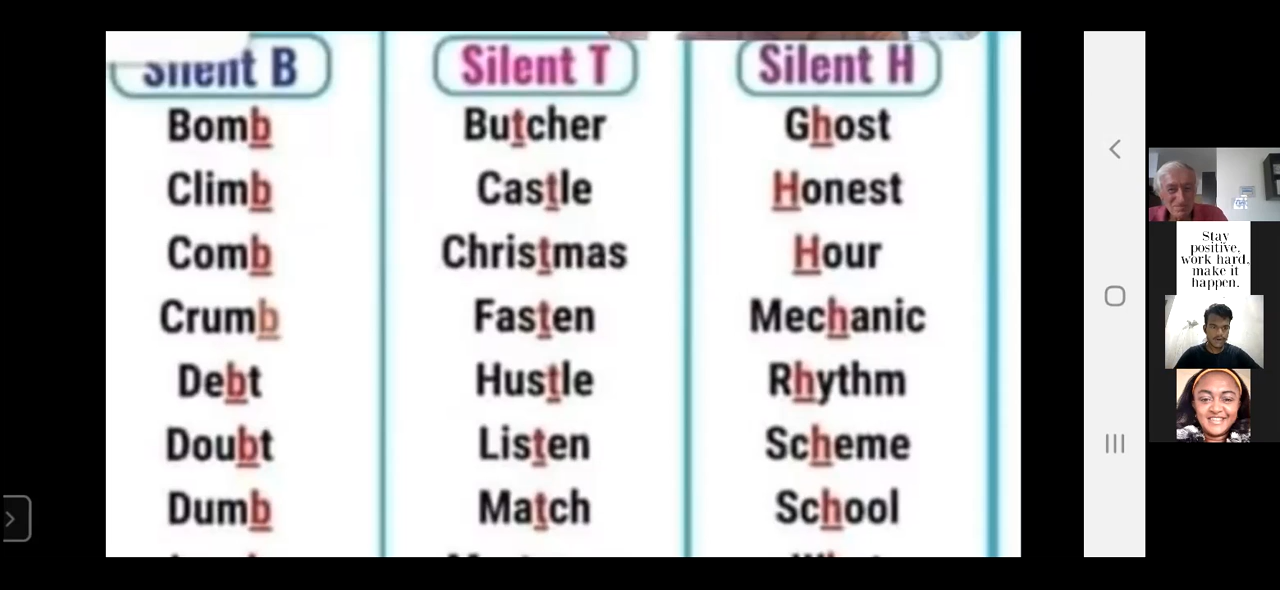 Silent B
Bomb
Climb
Comb
Crumb
Debt
Doubt
Dumb
Silent T
Butcher
Castle
Christmas
Fasten
Hustle
Listen
Match
Silent H
Ghost
Honest
Hour
Mechanic
Rhythm
Scheme
School
Stay
positive,
work hard,
make it
happen.